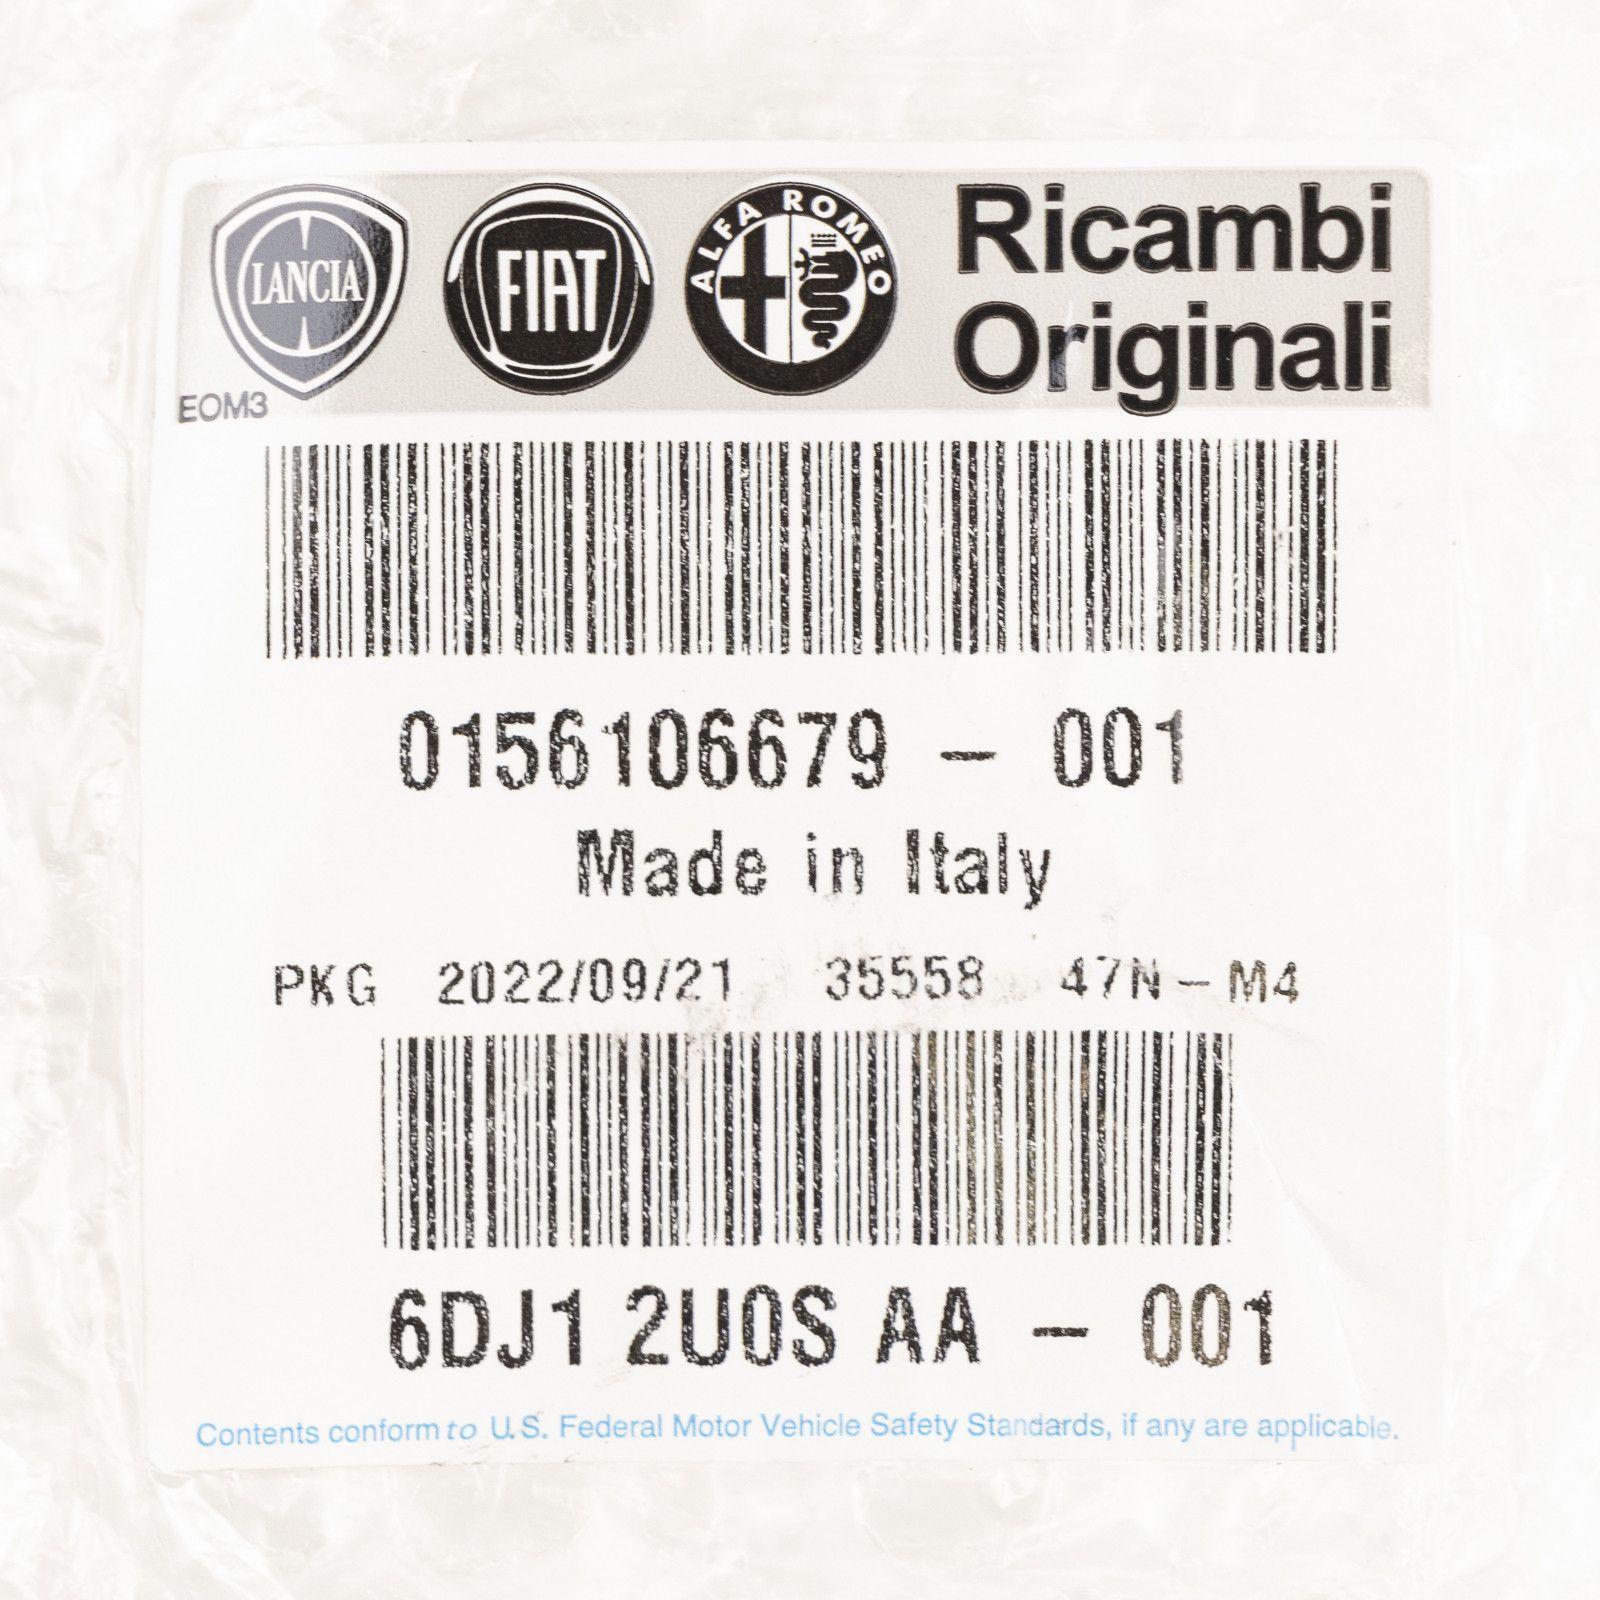 LANCIA FIAT ALFA ROMEO Ricambi
Originali
EOM3
0156106679 - 001
Made in Italy
PKG 2022/09/21 35558 47N - M4
6DJ1 2U0S AA - 001
Contents conform to U.S. Federal Motor Vehicle Safety Standards, if any are applicable.